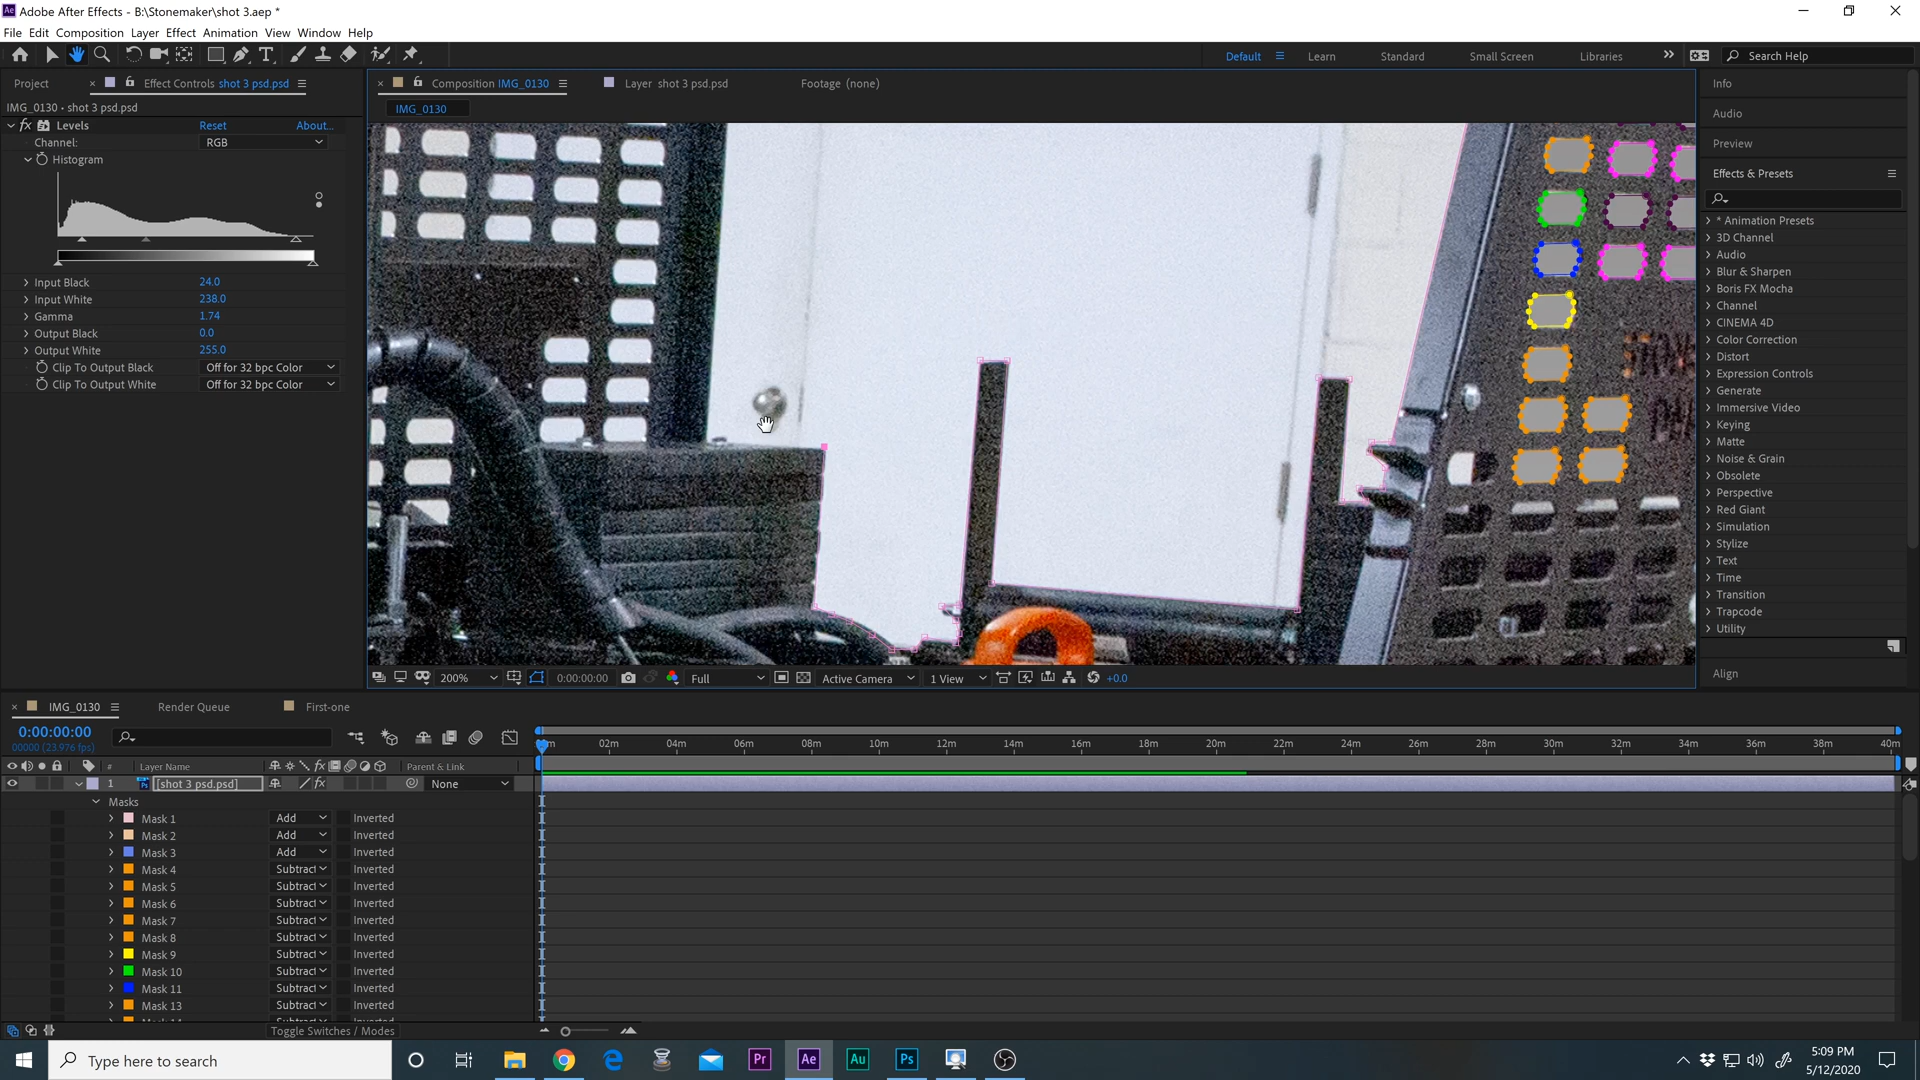 Adobe After Effects - B:\Stonemaker\shot 3.aep *
File Edit Composition Layer Effect Animation View Window Help
Default Learn Standard Small Screen Libraries Search Help
Project Effect Controls shot 3 psd.psd Composition IMG_0130 Layer shot 3 psd.psd Footage (none) Info
IMG_0130 • shot 3 psd.psd IMG_0130
fx Levels Reset About... Audio
Channel: RGB Preview
Histogram
Effects & Presets
* Animation Presets
3D Channel
Audio
Blur & Sharpen
Input Black 24.0 Boris FX Mocha
Input White 238.0 Channel
Gamma 1.74 CINEMA 4D
Output Black 0.0 Color Correction
Output White 255.0 Distort
Clip To Output Black Off for 32 bpc Color Expression Controls
Clip To Output White Off for 32 bpc Color Generate
Immersive Video
Keying
Matte
Noise & Grain
Obsolete
Perspective
Red Giant
Simulation
Stylize
Text
Time
Transition
Trapcode
Utility
200% 0:00:00:00 Full Active Camera 1 View +0.0 Align
IMG_0130 Render Queue First-one
0:00:00:00
00000 (23.976 fps)
02m 04m 06m 08m 10m 12m 14m 16m 18m 20m 22m 24m 26m 28m 30m 32m 34m 36m 38m 40m
# Layer Name fx Parent & Link
1 Ps [shot 3 psd.psd] fx None
Masks
Mask 1 Add Inverted
Mask 2 Add Inverted
Mask 3 Add Inverted
Mask 4 Subtract Inverted
Mask 5 Subtract Inverted
Mask 6 Subtract Inverted
Mask 7 Subtract Inverted
Mask 8 Subtract Inverted
Mask 9 Subtract Inverted
Mask 10 Subtract Inverted
Mask 11 Subtract Inverted
Mask 13 Subtract Inverted
Toggle Switches / Modes
Type here to search Pr Ae Au Ps 5:09 PM
5/12/2020